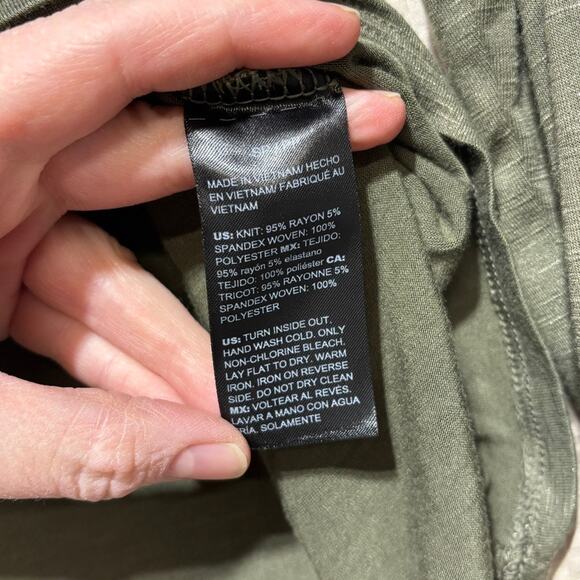 MADE IN VIETNAM/ HECHO
EN VIETNAM/ FABRIQUÉ AU
VIETNAM
US: KNIT: 95% RAYON 5%
SPANDEX WOVEN: 100%
POLYESTER MX: TEJIDO:
95% rayón 5% elastano
TEJIDO: 100% poliéster CA:
TRICOT: 95% RAYONNE 5%
SPANDEX WOVEN: 100%
POLYESTER
US: TURN INSIDE OUT.
HAND WASH COLD. ONLY
NON-CHLORINE BLEACH.
LAY FLAT TO DRY. WARM
IRON. IRON ON REVERSE
SIDE. DO NOT DRY CLEAN
MX: VOLTEAR AL REVÉS.
LAVAR A MANO CON AGUA
FRÍA. SOLAMENTE